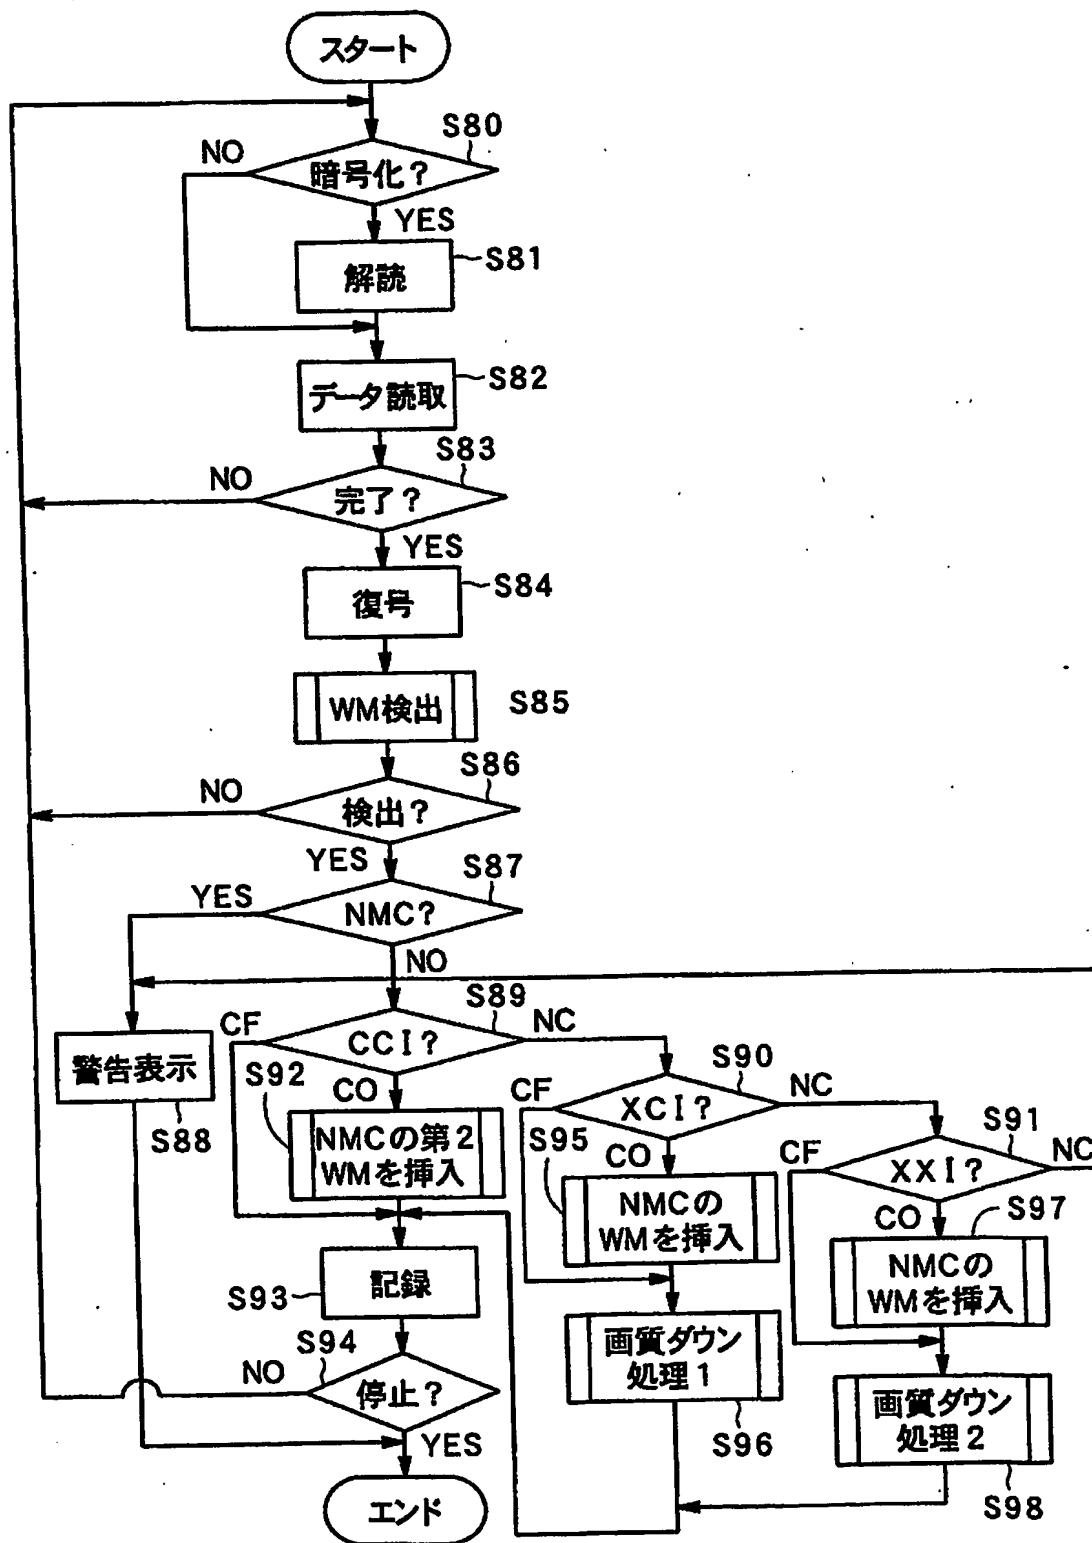 スタート
S80
NO
暗号化？
YES
S81
解読
S82
データ読取
S83
NO
完了？
YES
S84
復号
S85
WM検出
S86
NO
検出？
YES
S87
YES
NMC？
NO
S89
CF
CCI？
NC
S90
警告表示
S88
S92
CO
NMCの第2
WMを挿入
CF
XCI？
NC
S91
S95
CO
NMCの
WMを挿入
CF
XXI？
NC
CO
S97
NMCの
WMを挿入
S93
記録
画質ダウン
処理1
S96
S94
NO
停止？
YES
画質ダウン
処理2
S98
エンド